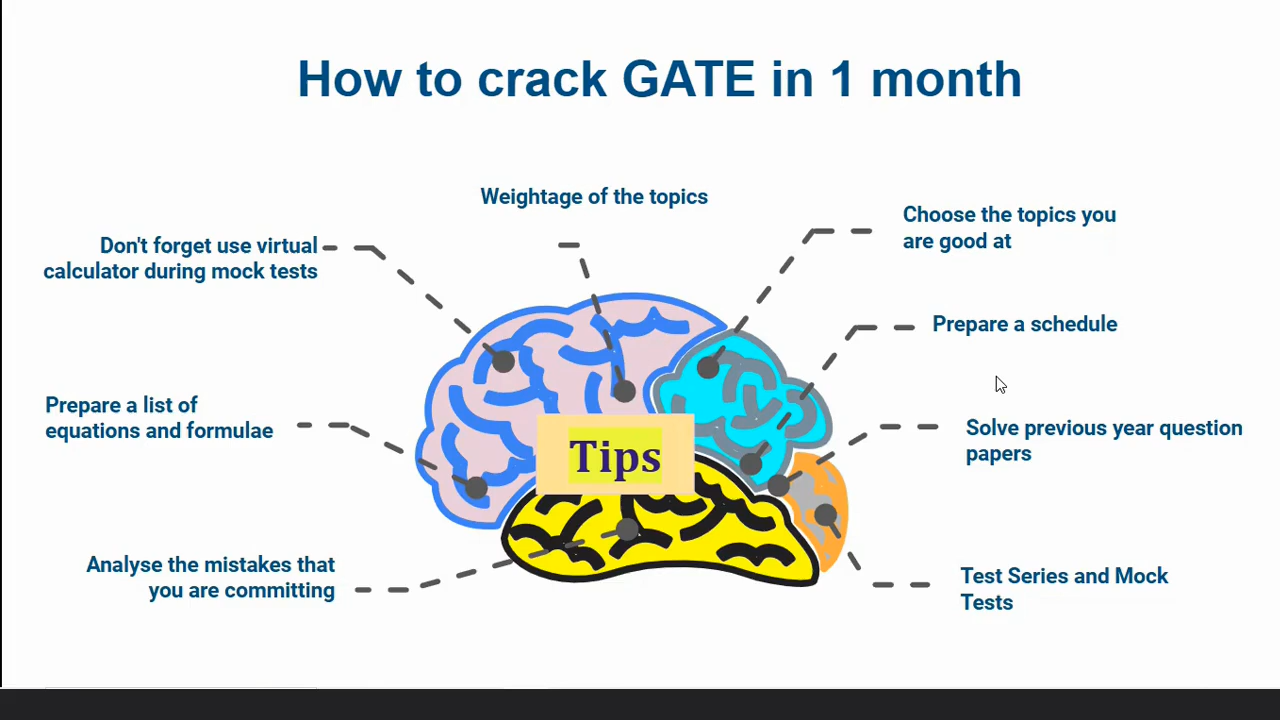 How to crack GATE in 1 month
Weightage of the topics
Choose the topics you
are good at
Don't forget use virtual
calculator during mock tests
Prepare a schedule
Prepare a list of
equations and formulae
Solve previous year question
papers
Tips
Analyse the mistakes that
you are committing
Test Series and Mock
Tests